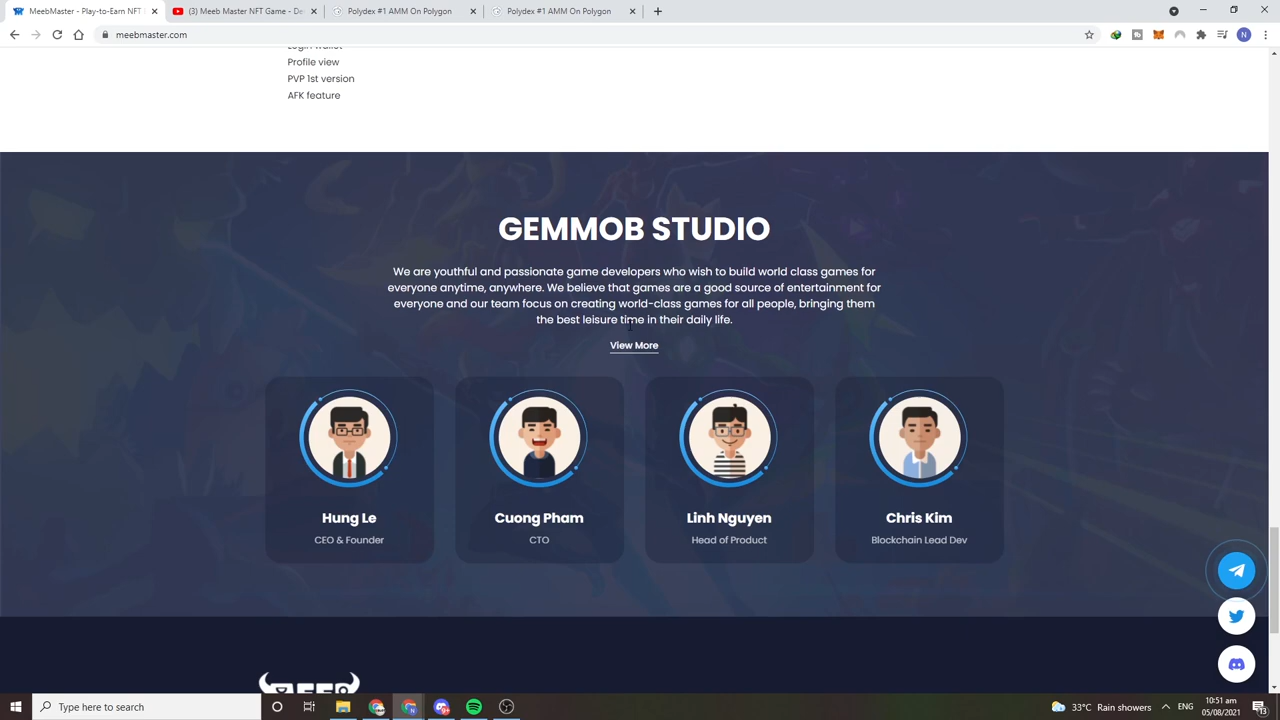 MeebMaster - Play-to-Earn NFT
(3) Meeb Master NFT Game - De
Polydex #1 AMM On Polygon
Polydex #1 AMM On Polygon
meebmaster.com
N
Login wallet
Profile view
PVP 1st version
AFK feature
GEMMOB STUDIO
We are youthful and passionate game developers who wish to build world class games for
everyone anytime, anywhere. We believe that games are a good source of entertainment for
everyone and our team focus on creating world-class games for all people, bringing them
the best leisure time in their daily life.
View More
Hung Le
CEO & Founder
Cuong Pham
CTO
Linh Nguyen
Head of Product
Chris Kim
Blockchain Lead Dev
Type here to search
33°C Rain showers
ENG
10:51 am
05/08/2021